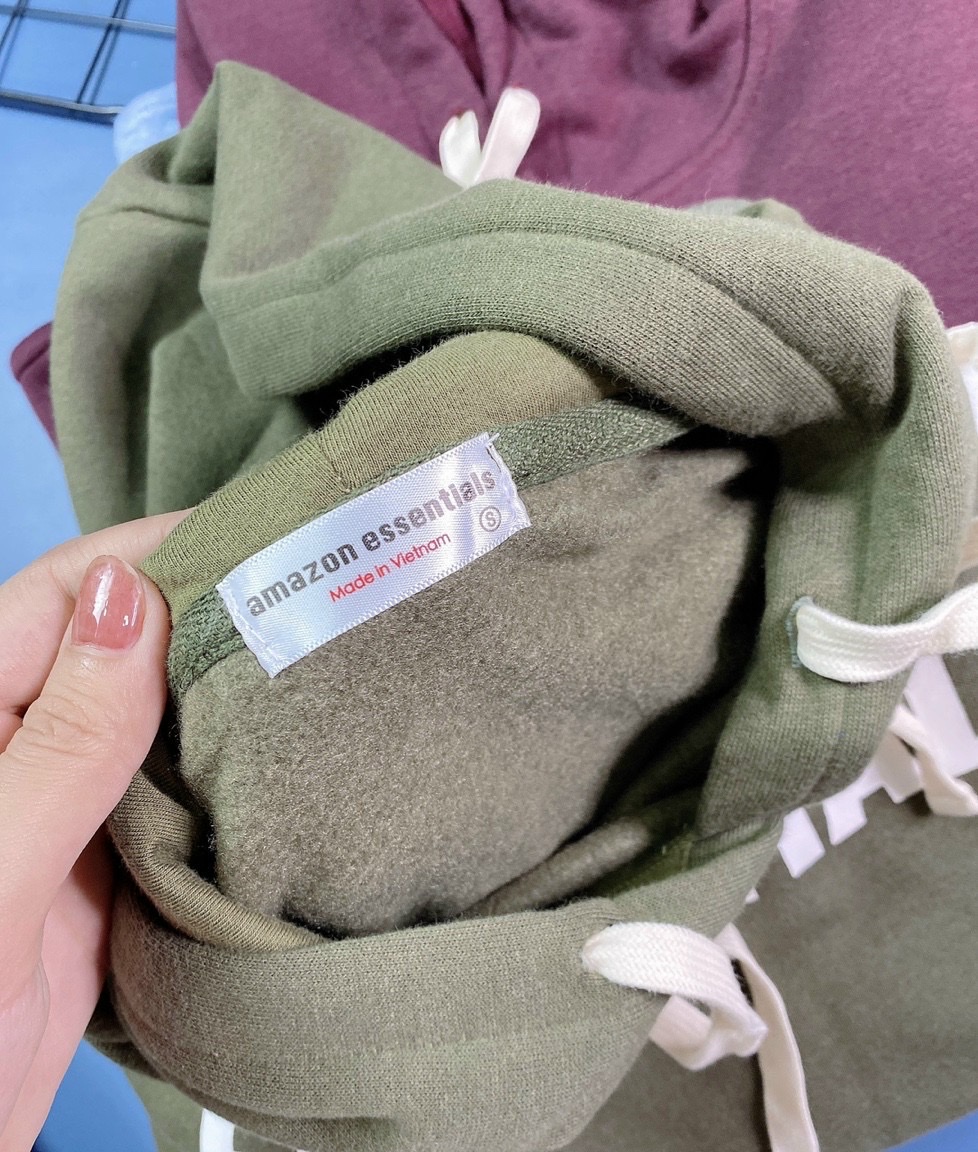 amazon essentials
Made in Vietnam
S